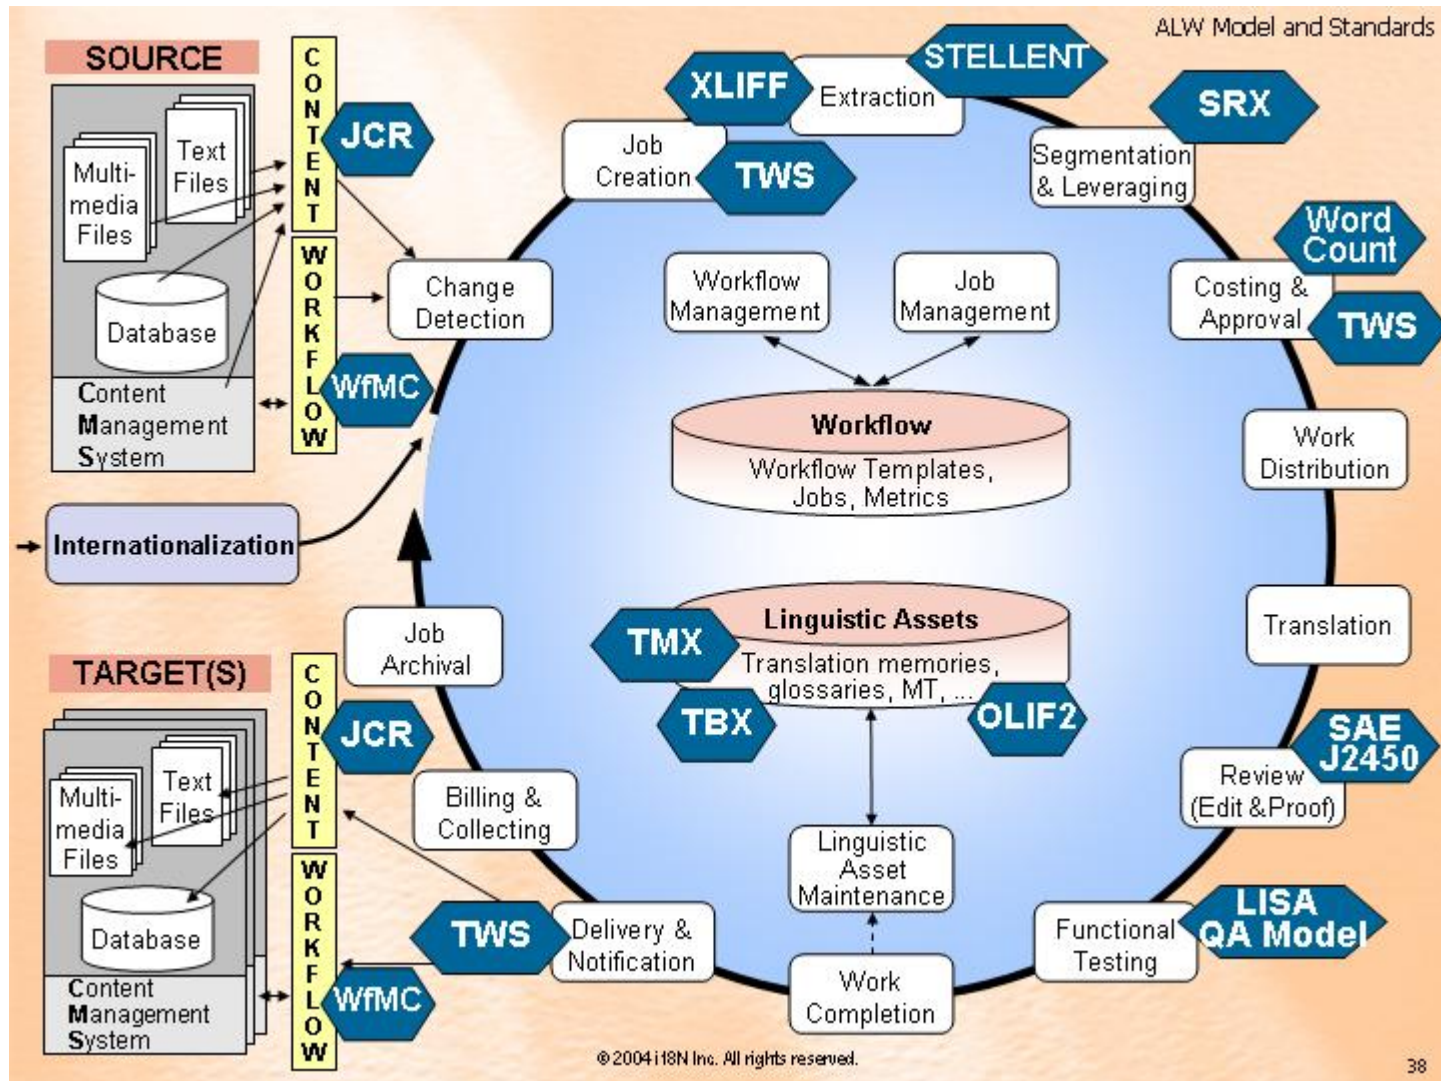 ALW Model and Standards
SOURCE
CONTENT
JCR
Text
Files
Multi-
media
Files
Database
Content
Management
System
WORKFLOW
WfMC
Internationalization
Change
Detection
Job
Creation
TWS
XLIFF
Extraction
STELLENT
SRX
Segmentation
& Leveraging
Word
Count
Costing &
Approval
TWS
Work
Distribution
Translation
SAE
J2450
Review
(Edit & Proof)
LISA
QA Model
Functional
Testing
Work
Completion
Linguistic
Asset
Maintenance
Workflow
Management
Job
Management
Workflow
Workflow Templates,
Jobs, Metrics
Linguistic Assets
Translation memories,
glossaries, MT, ...
TMX
TBX
OLIF2
Delivery &
Notification
TWS
Billing &
Collecting
Job
Archival
TARGET(S)
CONTENT
JCR
Text
Files
Multi-
media
Files
Database
Content
Management
System
WORKFLOW
WfMC
© 2004 i18N Inc. All rights reserved.
38